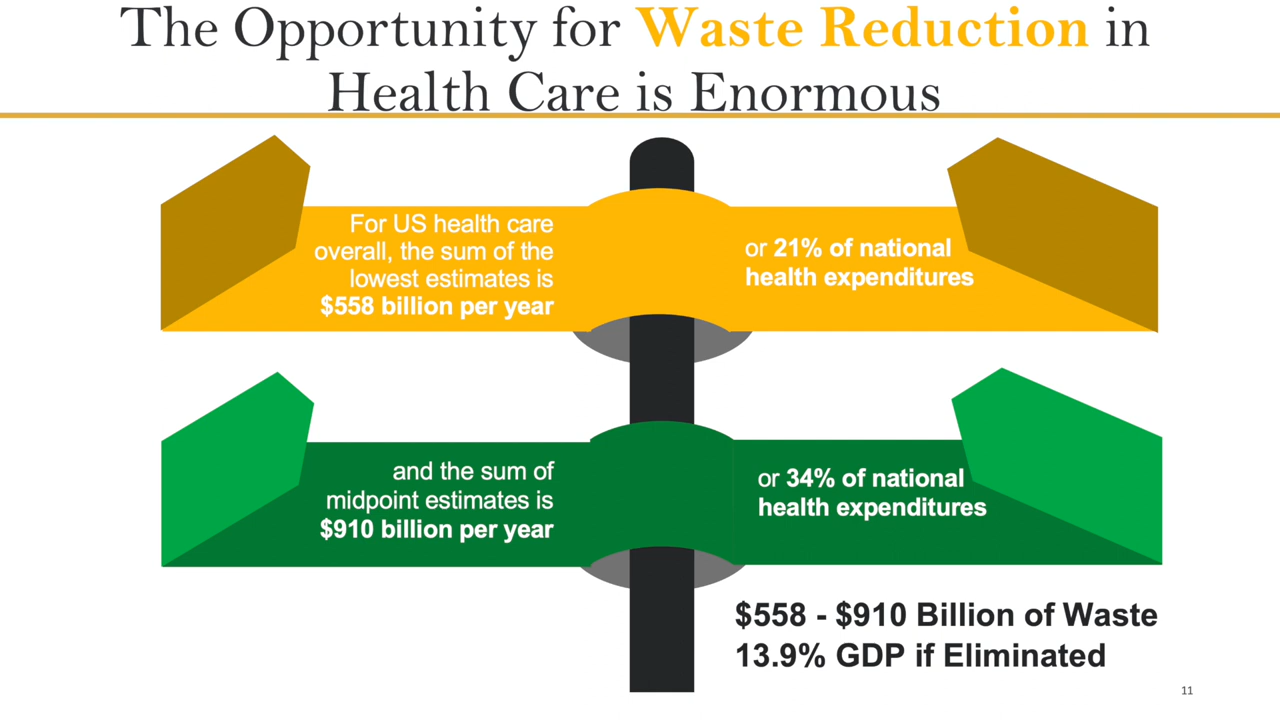 The Opportunity for Waste Reduction in
Health Care is Enormous
For US health care
overall, the sum of the
lowest estimates is
$558 billion per year
or 21% of national
health expenditures
and the sum of
midpoint estimates is
$910 billion per year
or 34% of national
health expenditures
$558 - $910 Billion of Waste
13.9% GDP if Eliminated
11